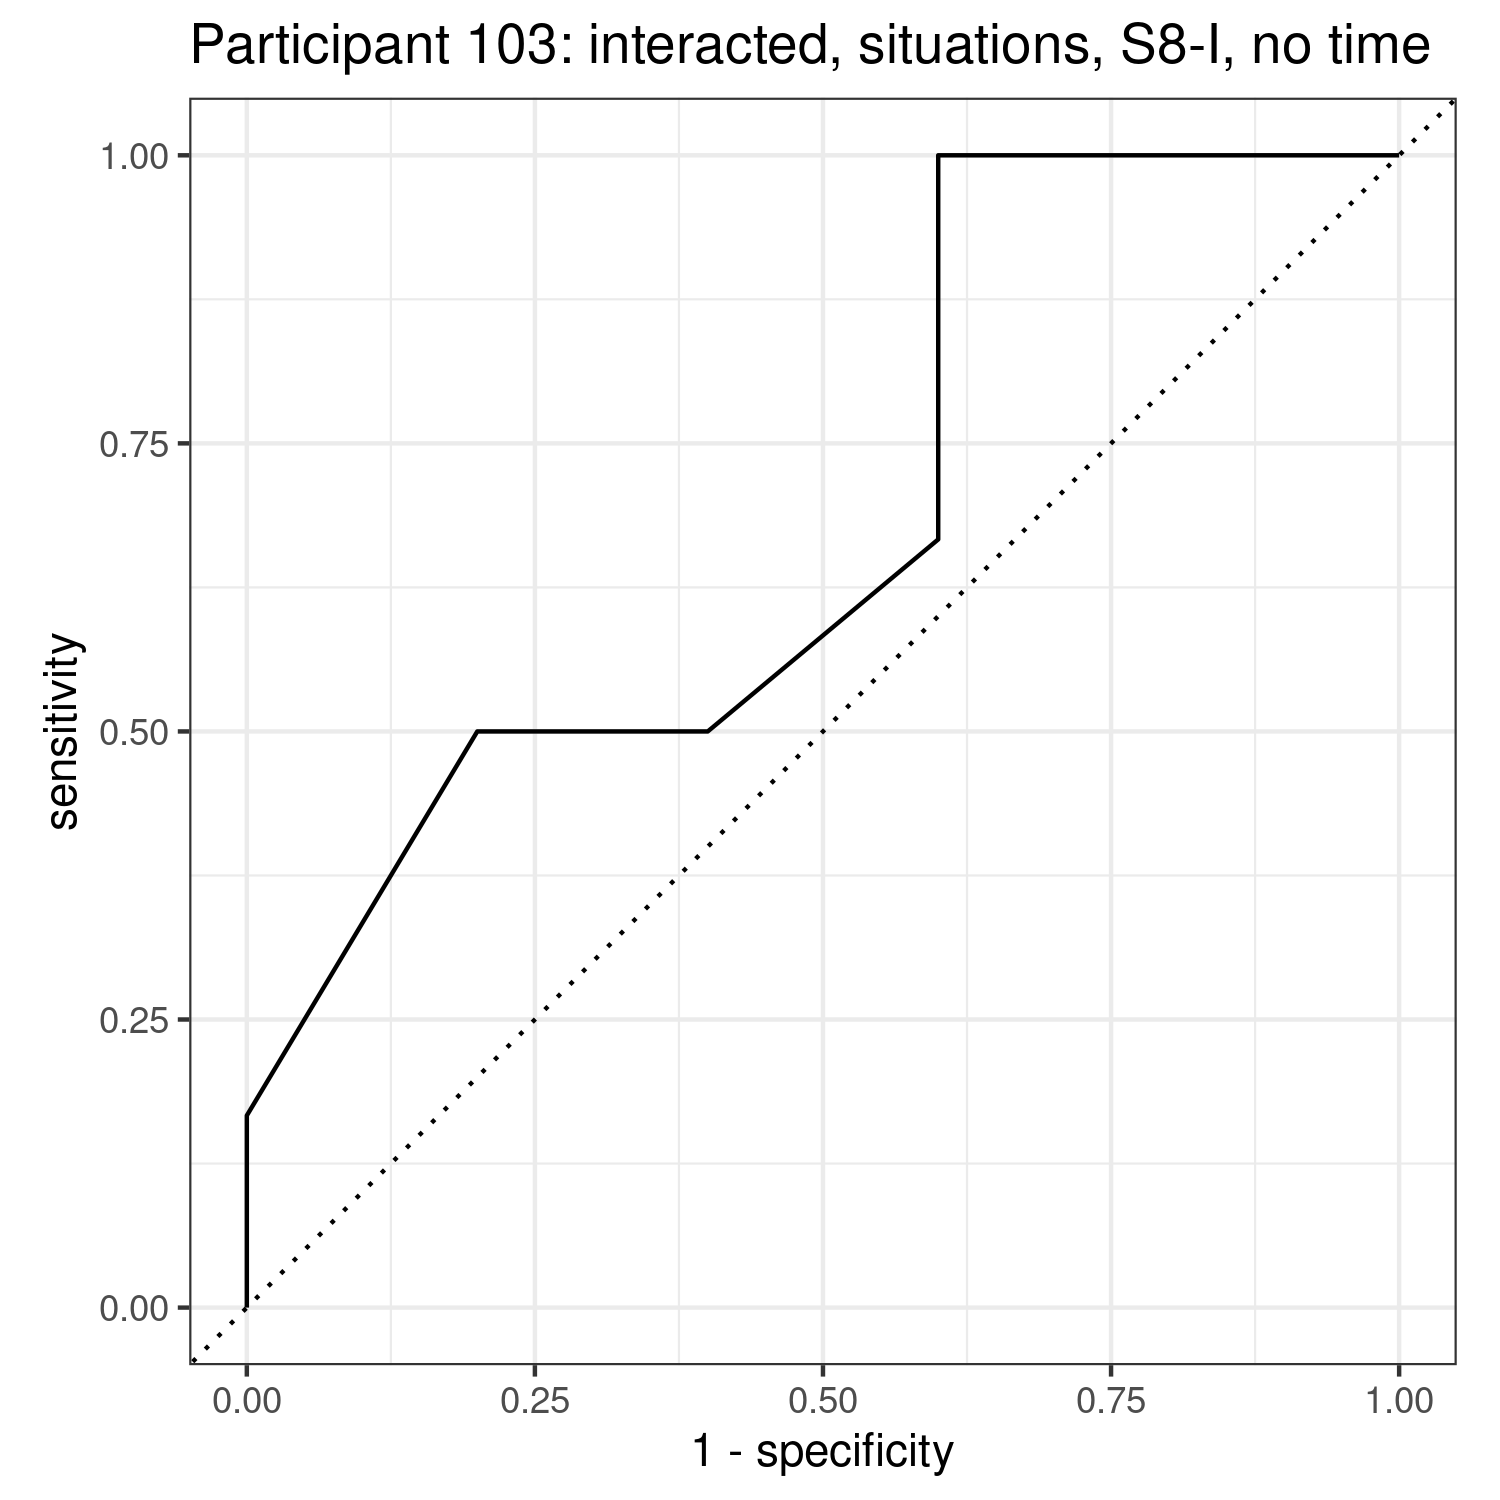 Participant 103: interacted, situations, S8-I, no time
1.00
0.75
0.50
0.25
0.00
sensitivity
0.00 0.25 0.50 0.75 1.00
1 - specificity